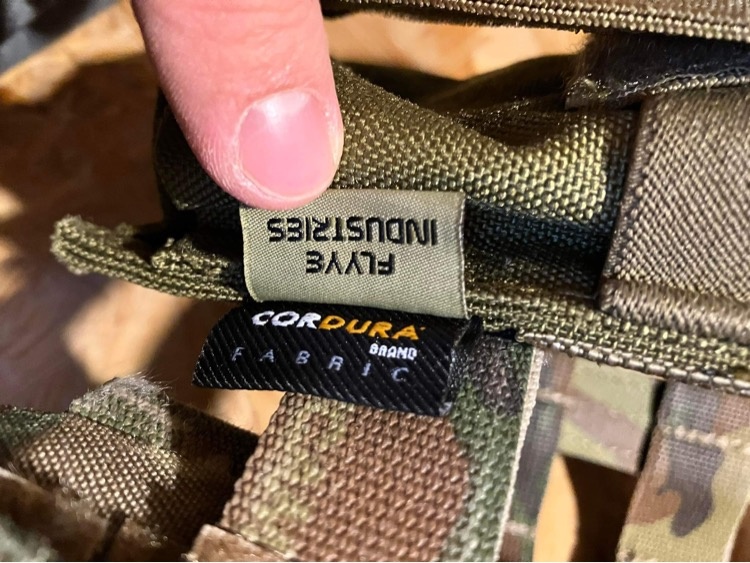 FLYYE
INDUSTRIES
CORDURA
BRAND
FABRIC